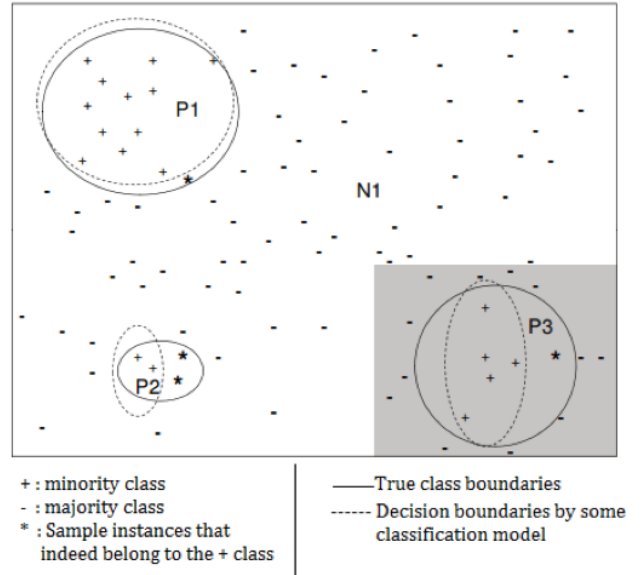 P1
N1
P3
P2
+ : minority class
- : majority class
* : Sample instances that
indeed belong to the + class
True class boundaries
Decision boundaries by some
classification model